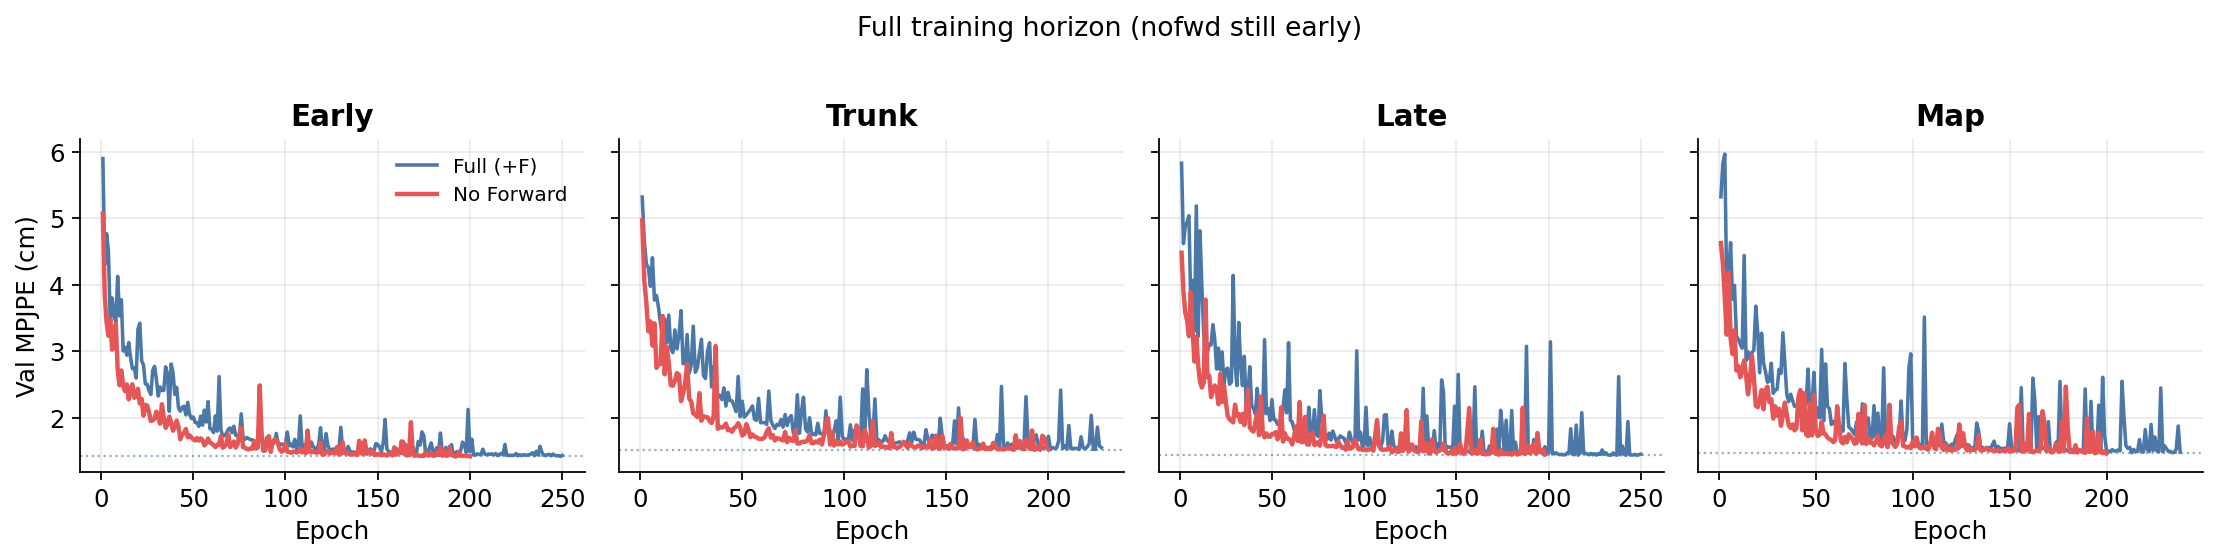 Full training horizon (nofwd still early)
Early
Trunk
Late
Map
Full (+F)
No Forward
Val MPJPE (cm)
6
5
4
3
2
0 50 100 150 200 250
0 50 100 150 200
0 50 100 150 200 250
0 50 100 150 200
Epoch
Epoch
Epoch
Epoch